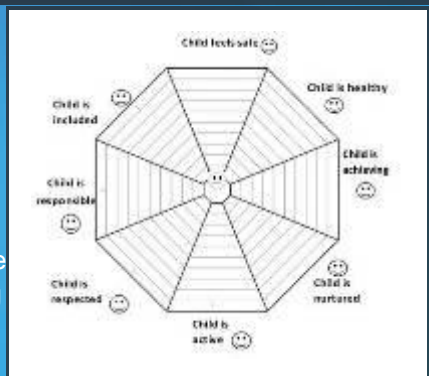 Child feels safe
Child is healthy
Child is
achieving
Child is
nurtured
Child is
active
Child is
respected
Child is
responsible
Child is
included